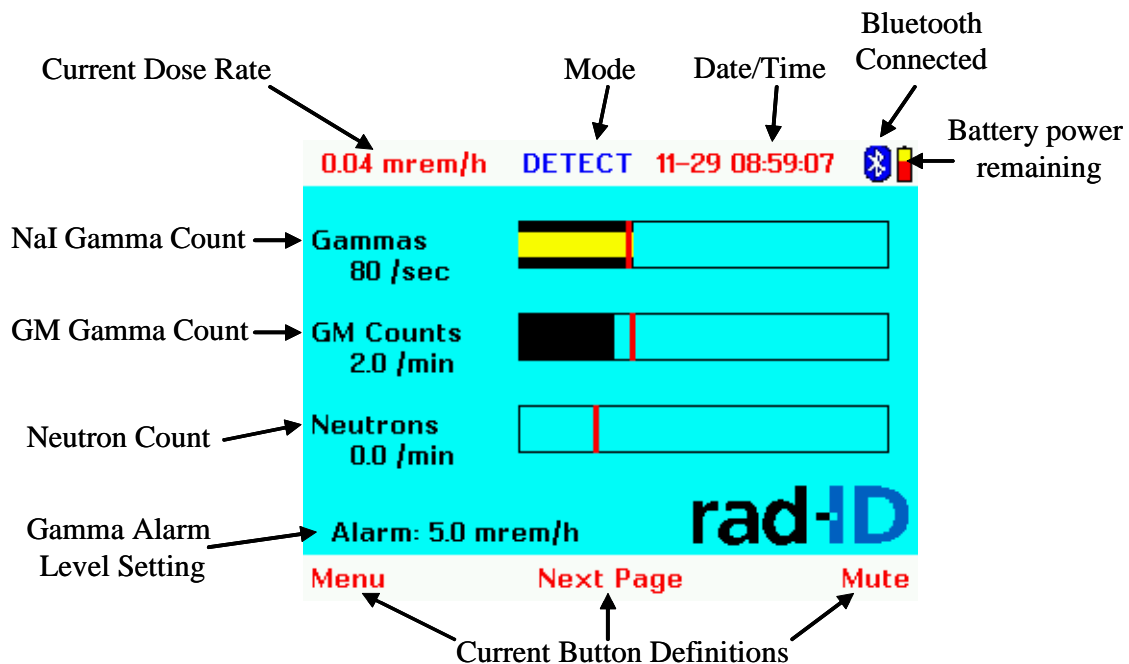 Bluetooth
Connected
Current Dose Rate
Mode
Date/Time
Battery power
remaining
0.04 mrem/h DETECT 11-29 08:59:07
NaI Gamma Count
Gammas
80 /sec
GM Gamma Count
GM Counts
2.0 /min
Neutron Count
Neutrons
0.0 /min
Gamma Alarm
Level Setting
Alarm: 5.0 mrem/h
rad-ID
Menu Next Page Mute
Current Button Definitions